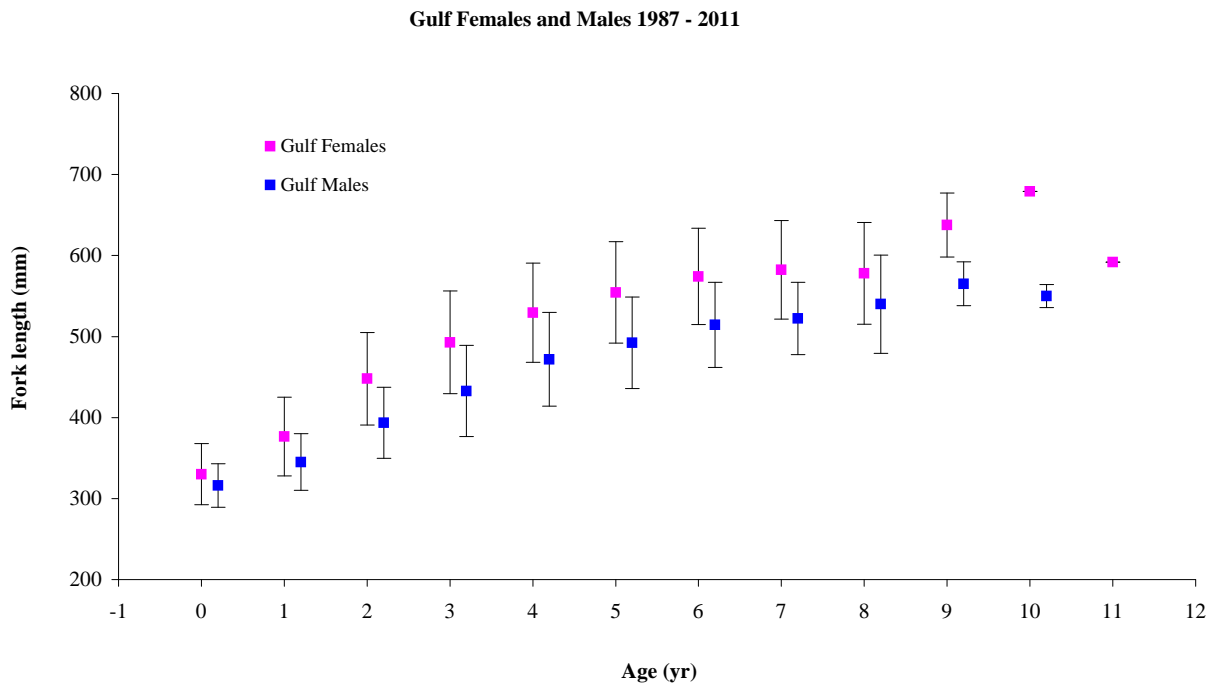 Gulf Females and Males 1987 - 2011
800
700
600
500
400
300
200
Fork length (mm)
Gulf Females
Gulf Males
-1 0 1 2 3 4 5 6 7 8 9 10 11 12
Age (yr)